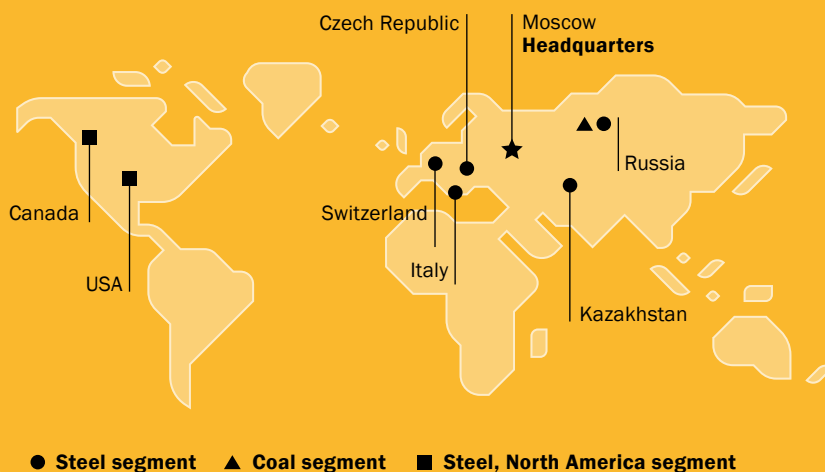 Czech Republic
Moscow
Headquarters
Russia
Canada
Switzerland
Italy
USA
Kazakhstan
Steel segment
Coal segment
Steel, North America segment